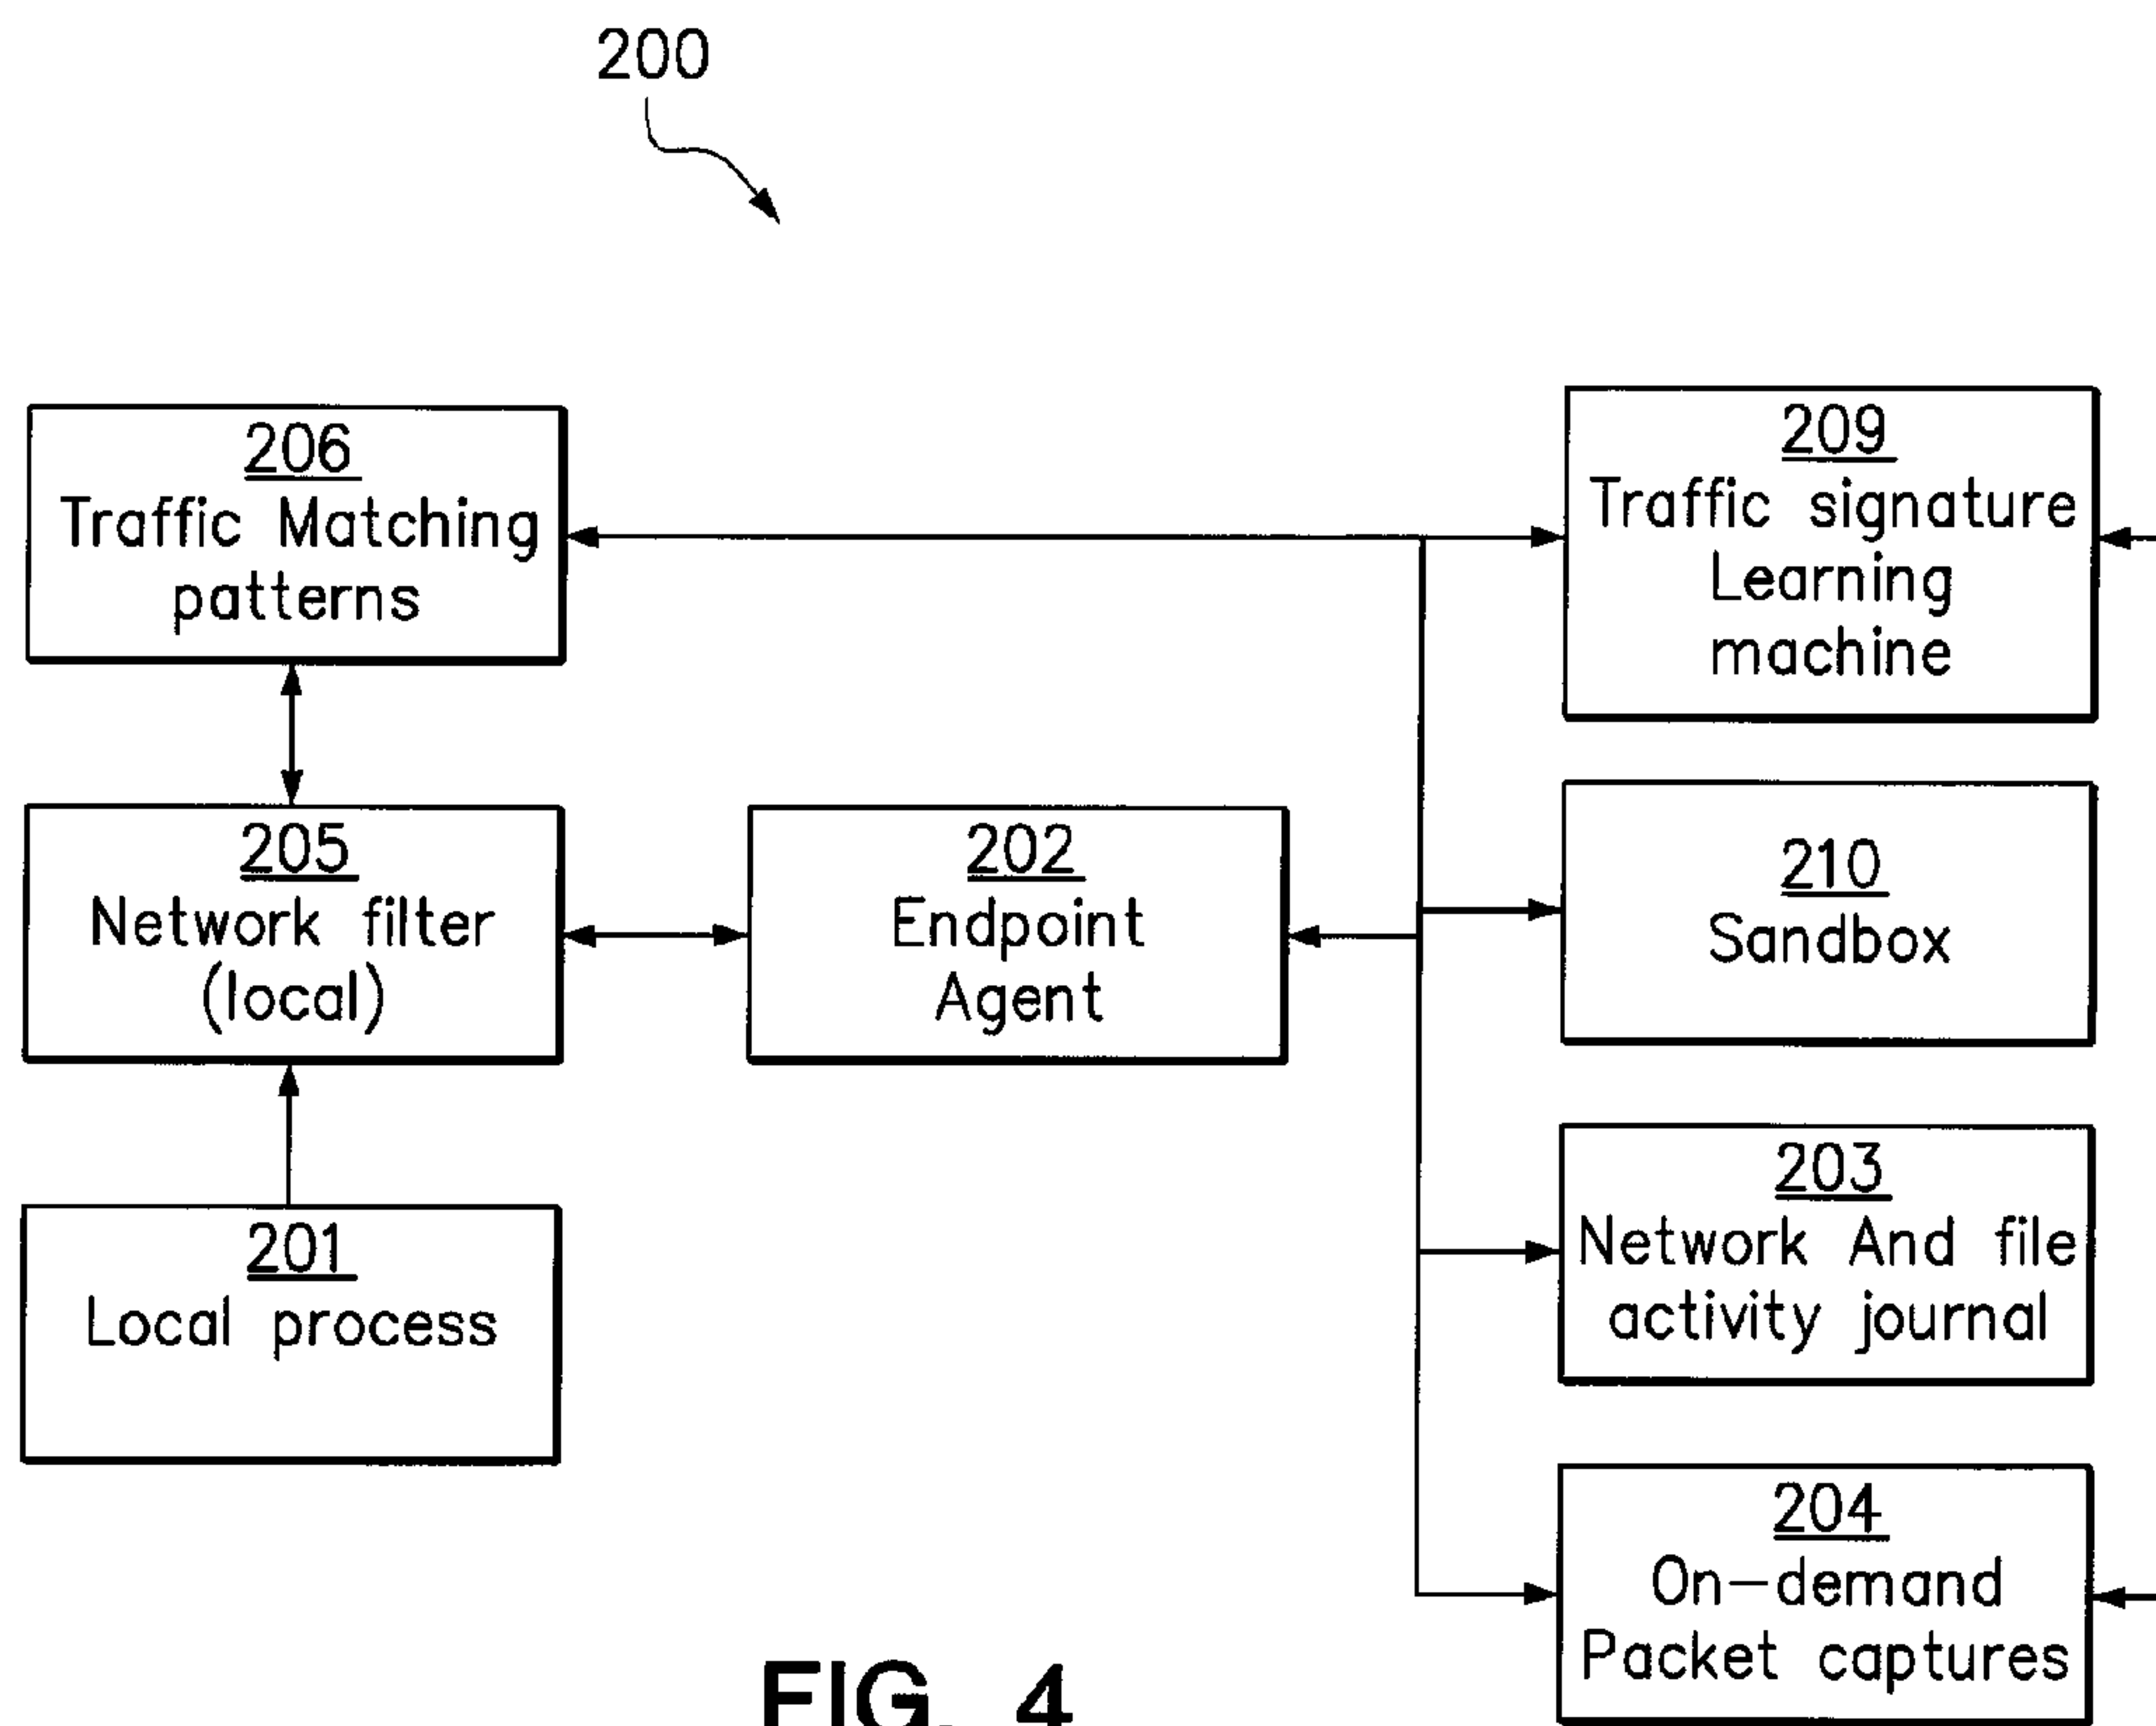 200
206
Traffic Matching
patterns
209
Traffic signature
Learning
machine
205
Network filter
(local)
202
Endpoint
Agent
210
Sandbox
201
Local process
203
Network And file
activity journal
204
On-demand
Packet captures
FIG. 4